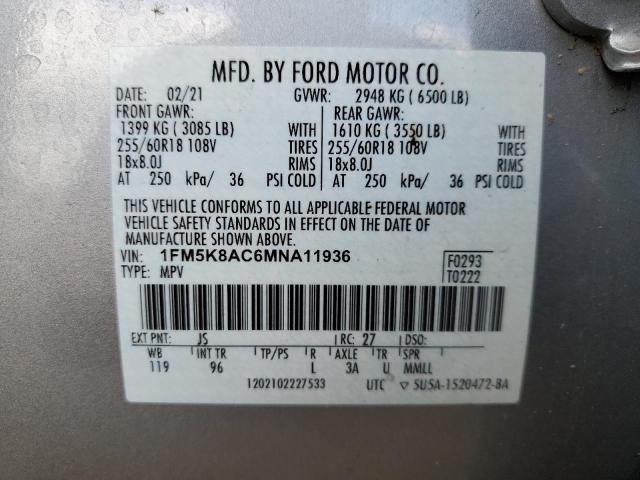 MFD. BY FORD MOTOR CO.
DATE: 02/21 GVWR: 2948 KG ( 6500 LB)
FRONT GAWR: REAR GAWR:
1399 KG ( 3085 LB) WITH 1610 KG ( 3550 LB) WITH
255/60R18 108V TIRES 255/60R18 108V TIRES
18x8.0J RIMS 18x8.0J RIMS
AT 250 kPa/ 36 PSI COLD AT 250 kPa/ 36 PSI COLD
THIS VEHICLE CONFORMS TO ALL APPLICABLE FEDERAL MOTOR
VEHICLE SAFETY STANDARDS IN EFFECT ON THE DATE OF
MANUFACTURE SHOWN ABOVE.
VIN: 1FM5K8AC6MNA11936 F0293
TYPE: MPV T0222
EXT PNT: JS RC: 27 DSO:
WB INT TR TP/PS R AXLE TR SPR
119 96 L 3A U MMLL
1202102227533 UTC ▽ 5U5A-1520472-BA